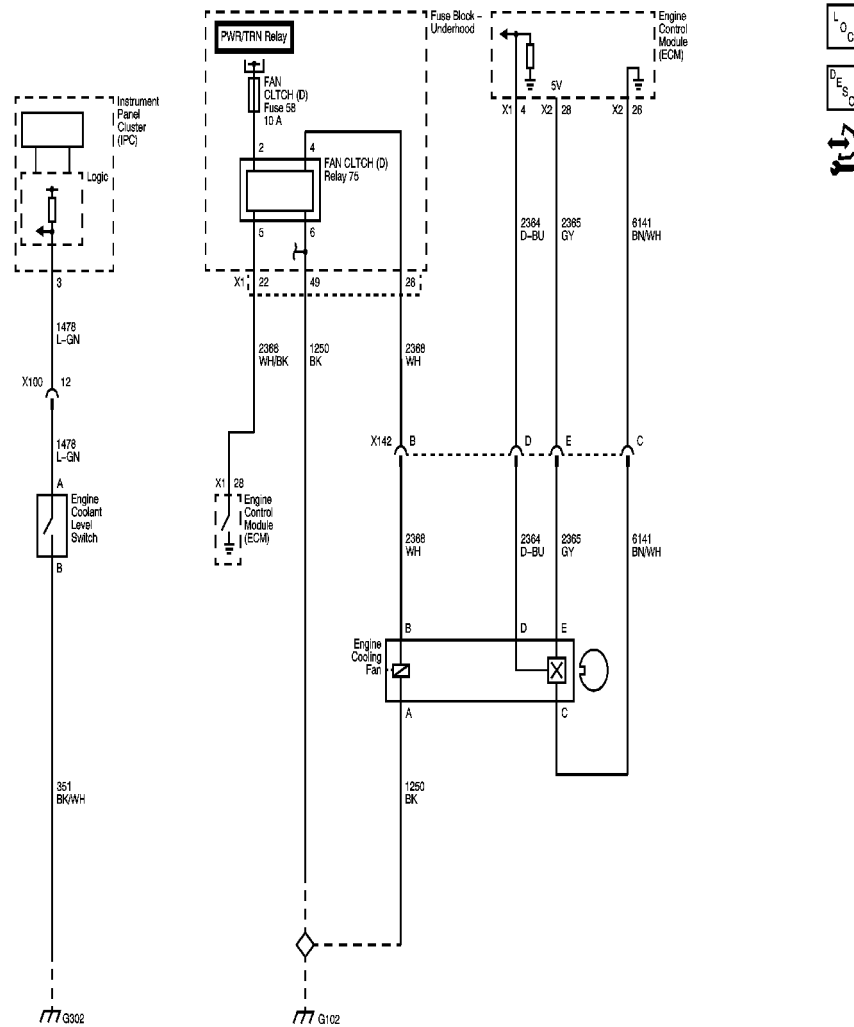 Fuse Block –
Underhood
Engine
Control
Module
(ECM)
L
O
C
PWR/TRN Relay
FAN
CLTCH (D)
Fuse 58
10 A
5V
X1 4 X2 28 X2 26
D
E
S
C
Instrument
Panel
Cluster
(IPC)
Logic
2 4
FAN CLTCH (D)
Relay 75
5 6
2364
D–BU
2365
GY
6141
BN/WH
3
X1 22 49 28
1478
L–GN
2368
WH/BK
1250
BK
2368
WH
X100 12
X142 B D E C
1478
L–GN
A
Engine
Coolant
Level
Switch
B
X1 28
Engine
Control
Module
(ECM)
2368
WH
2364
D–BU
2365
GY
6141
BN/WH
B D E
Engine
Cooling
Fan
A C
351
BK/WH
1250
BK
G302
G102